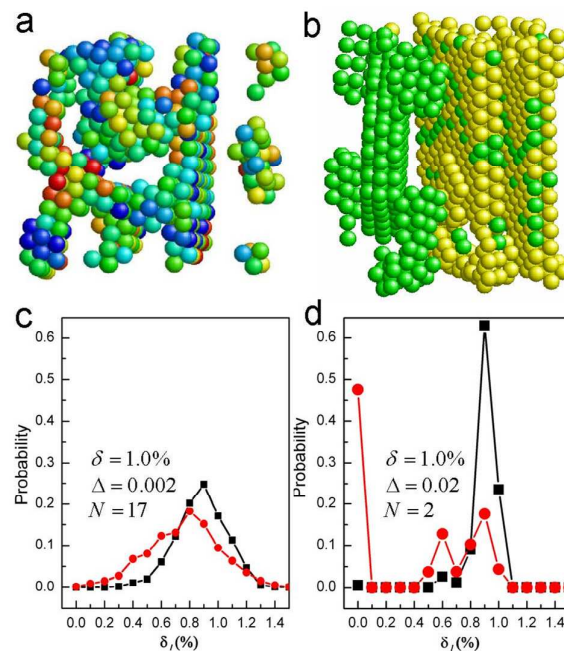 a
b
c
d
Probability
0.6
0.5
0.4
0.3
0.2
0.1
0.0
δ = 1.0%
Δ = 0.002
N = 17
0.0 0.2 0.4 0.6 0.8 1.0 1.2 1.4
δ_I(%)
Probability
0.6
0.5
0.4
0.3
0.2
0.1
0.0
δ = 1.0%
Δ = 0.02
N = 2
0.0 0.2 0.4 0.6 0.8 1.0 1.2 1.4
δ_I(%)